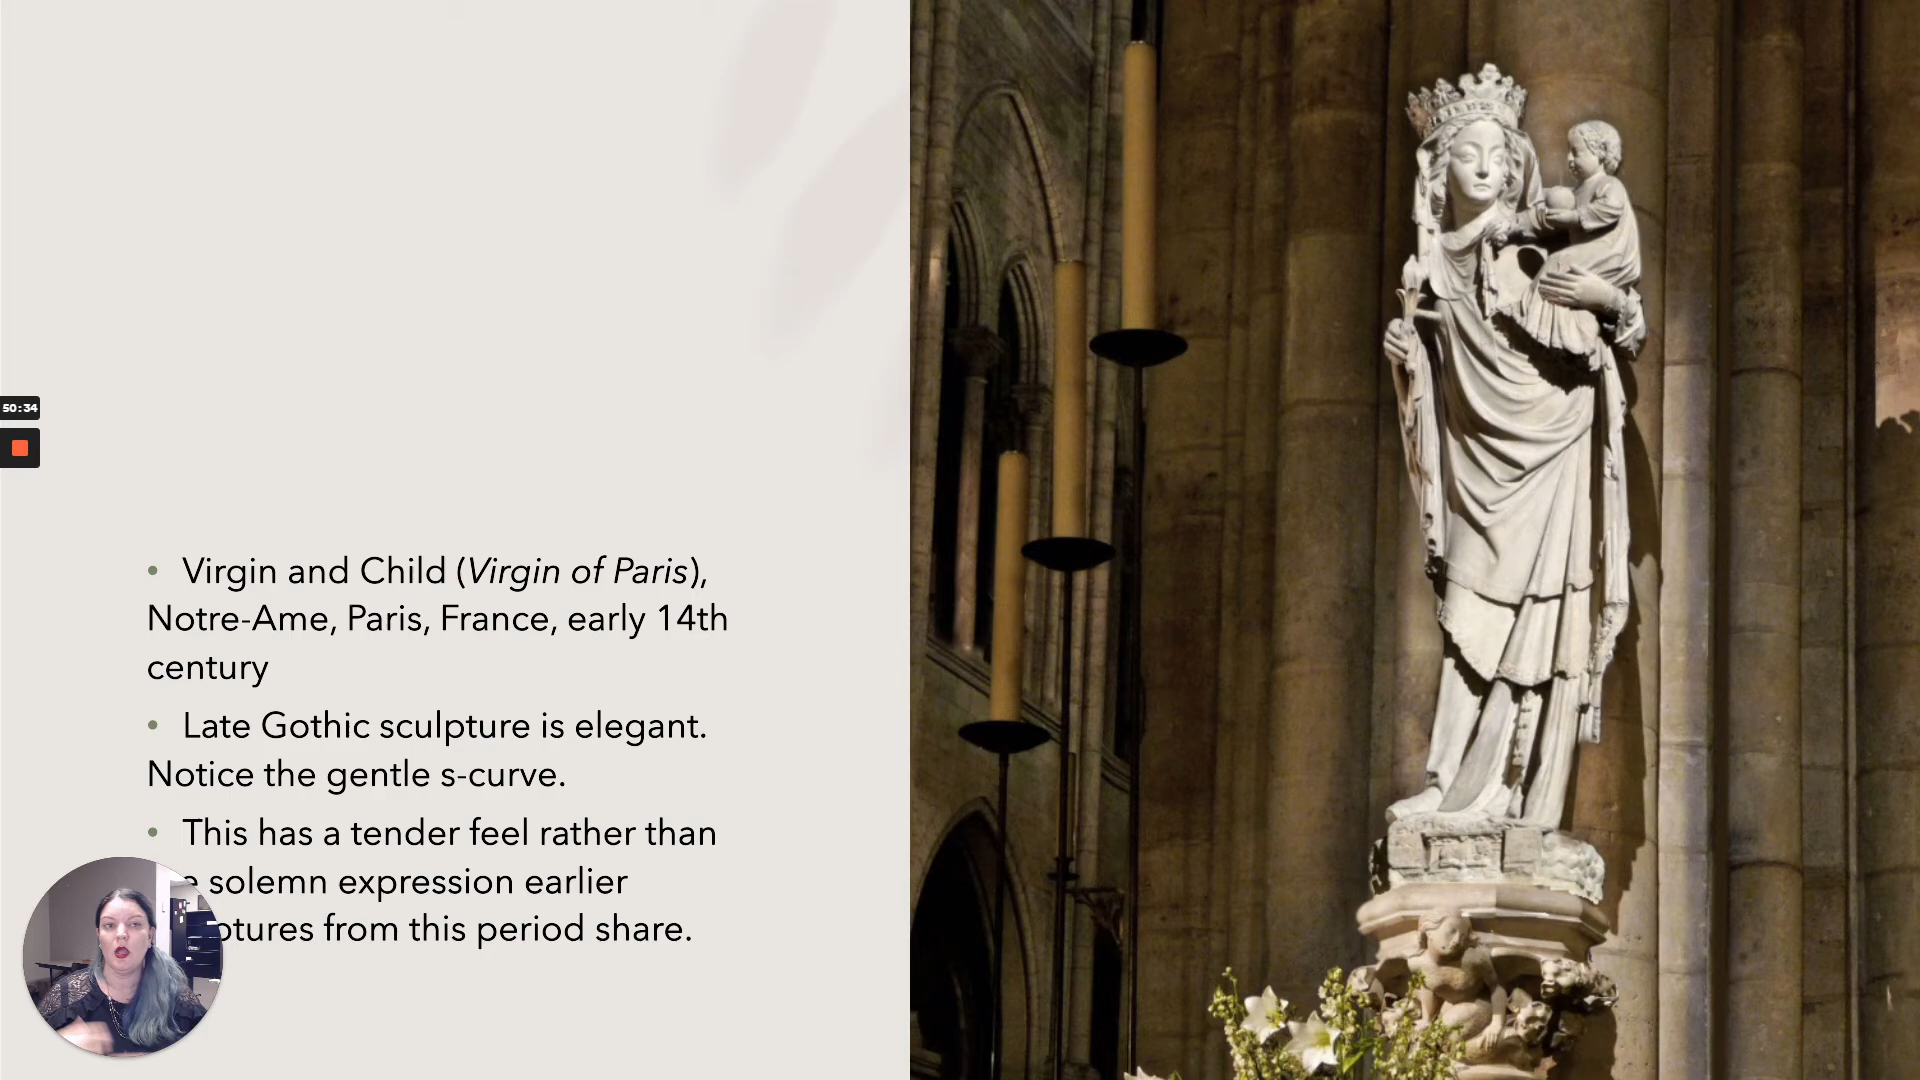 50:34
• Virgin and Child (Virgin of Paris),
Notre-Ame, Paris, France, early 14th
century
• Late Gothic sculpture is elegant.
Notice the gentle s-curve.
• This has a tender feel rather than
solemn expression earlier
from this period share.